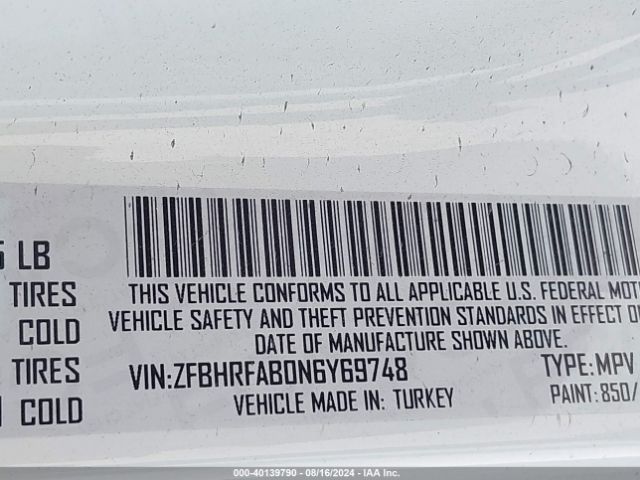 LB
TIRES
COLD
TIRES
COLD
THIS VEHICLE CONFORMS TO ALL APPLICABLE U.S. FEDERAL MOT
VEHICLE SAFETY AND THEFT PREVENTION STANDARDS IN EFFECT
DATE OF MANUFACTURE SHOWN ABOVE.
VIN:ZFBHRFAB0N6Y69748 TYPE:MPV
VEHICLE MADE IN: TURKEY PAINT:850/
000-40139790 - 08/16/2024 - IAA Inc.